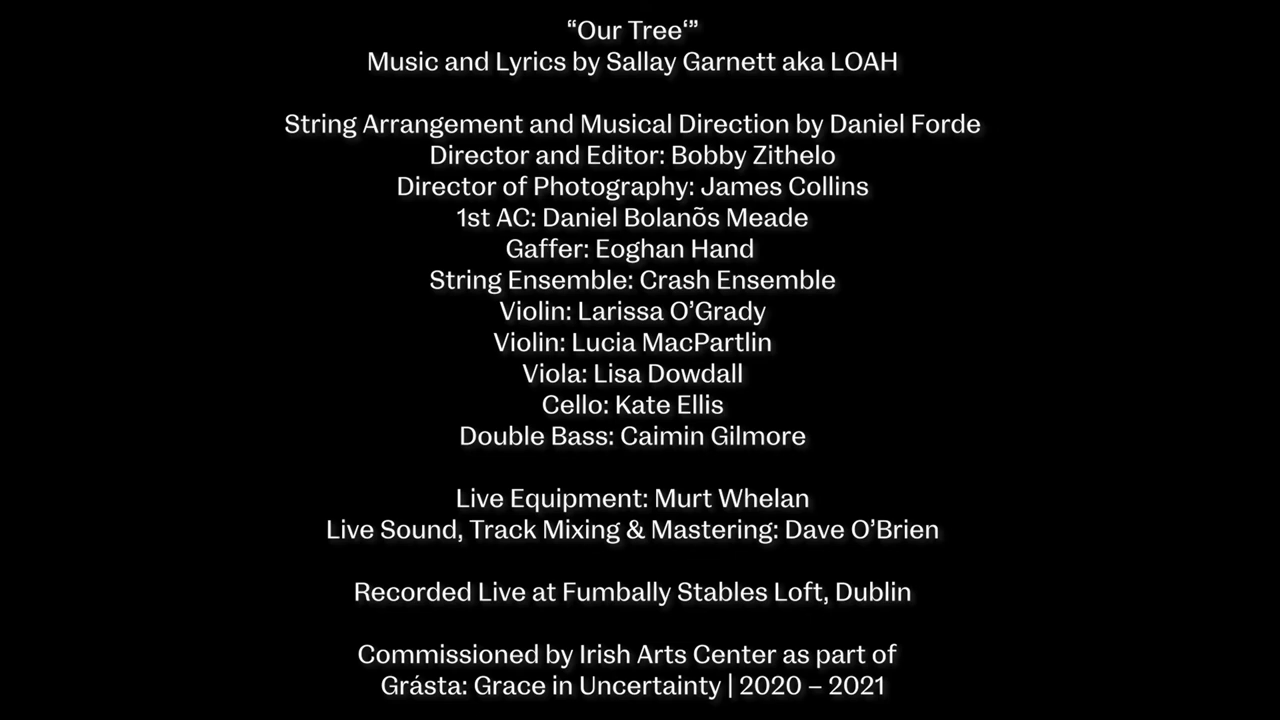 “Our Tree‘”
Music and Lyrics by Sallay Garnett aka LOAH
String Arrangement and Musical Direction by Daniel Forde
Director and Editor: Bobby Zithelo
Director of Photography: James Collins
1st AC: Daniel Bolanõs Meade
Gaffer: Eoghan Hand
String Ensemble: Crash Ensemble
Violin: Larissa O’Grady
Violin: Lucia MacPartlin
Viola: Lisa Dowdall
Cello: Kate Ellis
Double Bass: Caimin Gilmore
Live Equipment: Murt Whelan
Live Sound, Track Mixing & Mastering: Dave O’Brien
Recorded Live at Fumbally Stables Loft, Dublin
Commissioned by Irish Arts Center as part of
Grásta: Grace in Uncertainty | 2020 – 2021